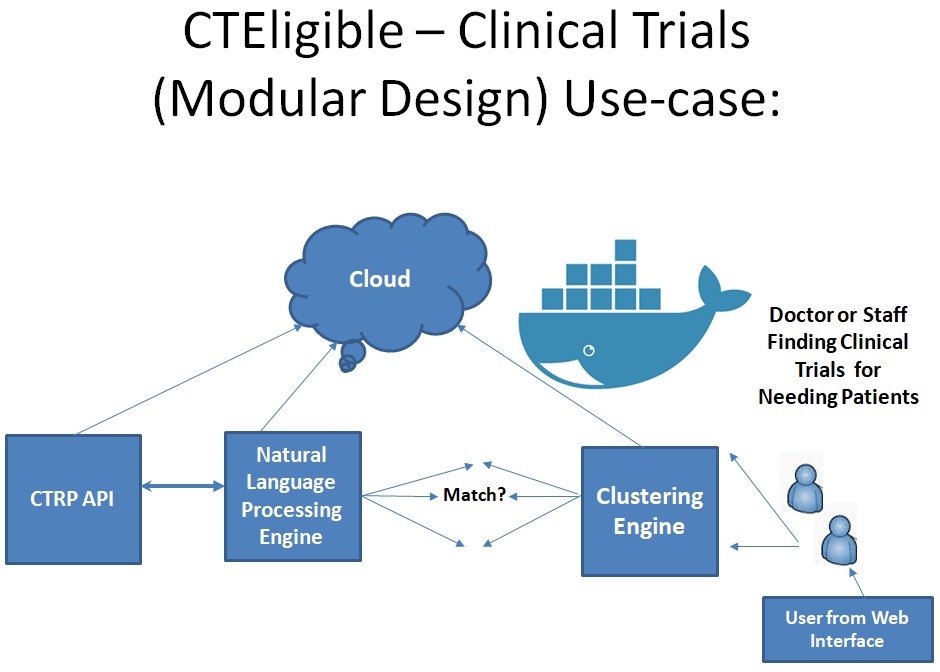 CTEligible – Clinical Trials
(Modular Design) Use-case:
Cloud
Doctor or Staff
Finding Clinical
Trials for
Needing Patients
CTRP API
Natural
Language
Processing
Engine
Match?
Clustering
Engine
User from Web
Interface